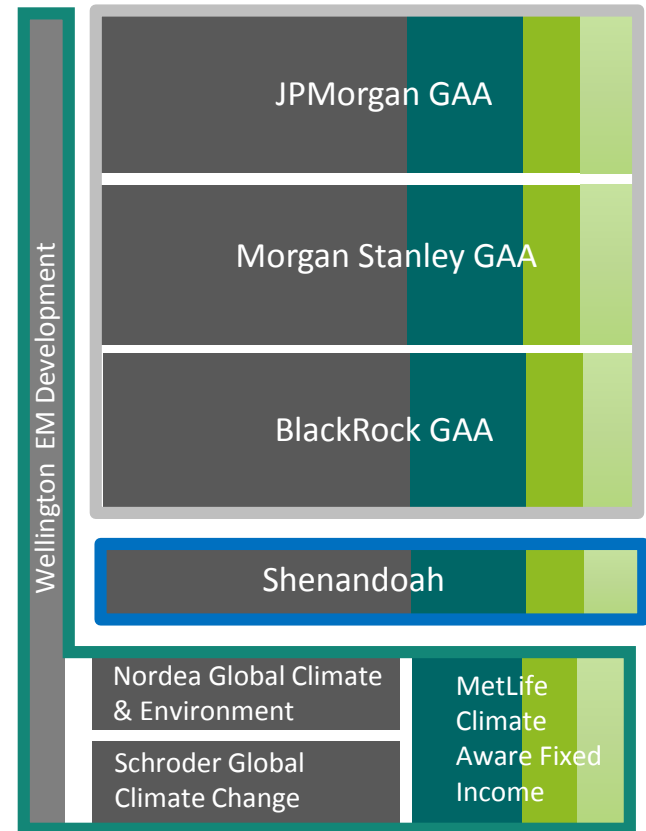 Wellington EM Development
JPMorgan GAA
Morgan Stanley GAA
BlackRock GAA
Shenandoah
Nordea Global Climate
& Environment
Schroder Global
Climate Change
MetLife
Climate
Aware Fixed
Income